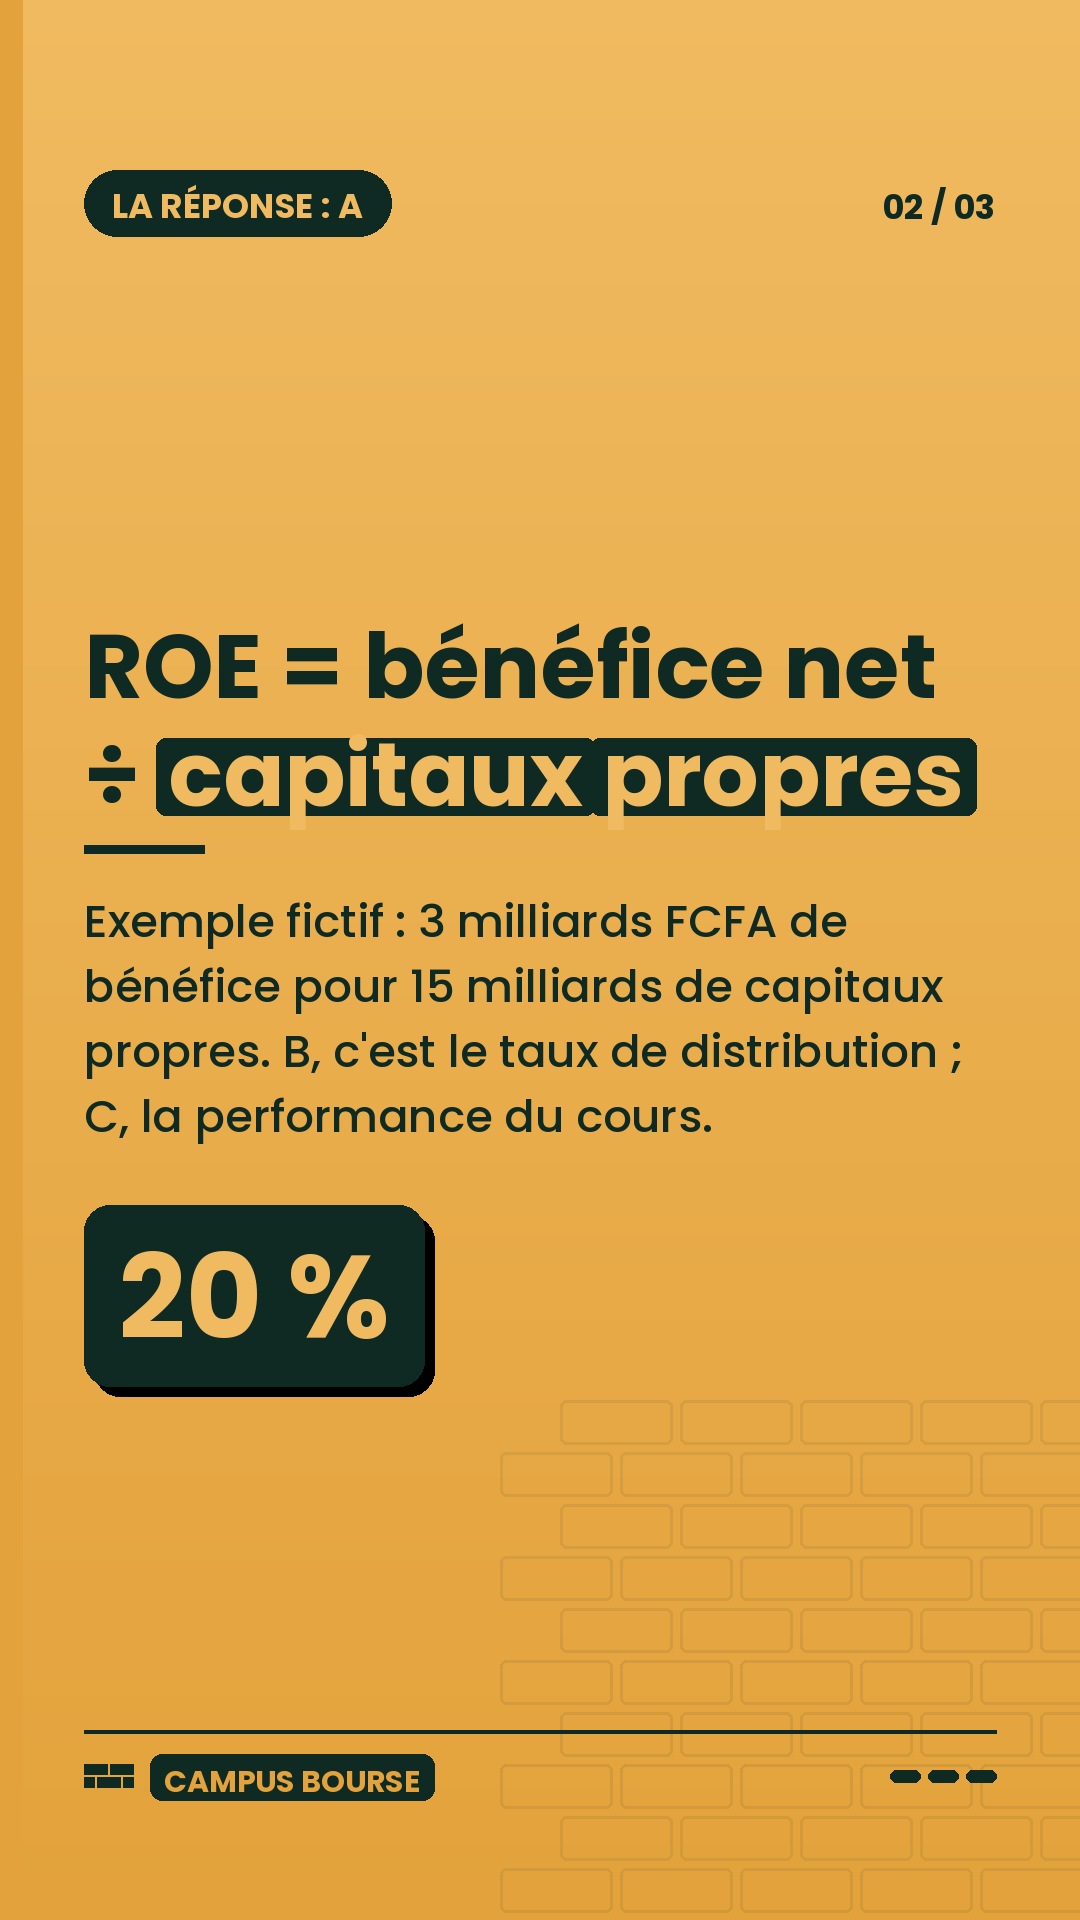 LA RÉPONSE : A
02 / 03
ROE = bénéfice net
÷ capitaux propres
Exemple fictif : 3 milliards FCFA de
bénéfice pour 15 milliards de capitaux
propres. B, c'est le taux de distribution ;
C, la performance du cours.
20 %
CAMPUS BOURSE